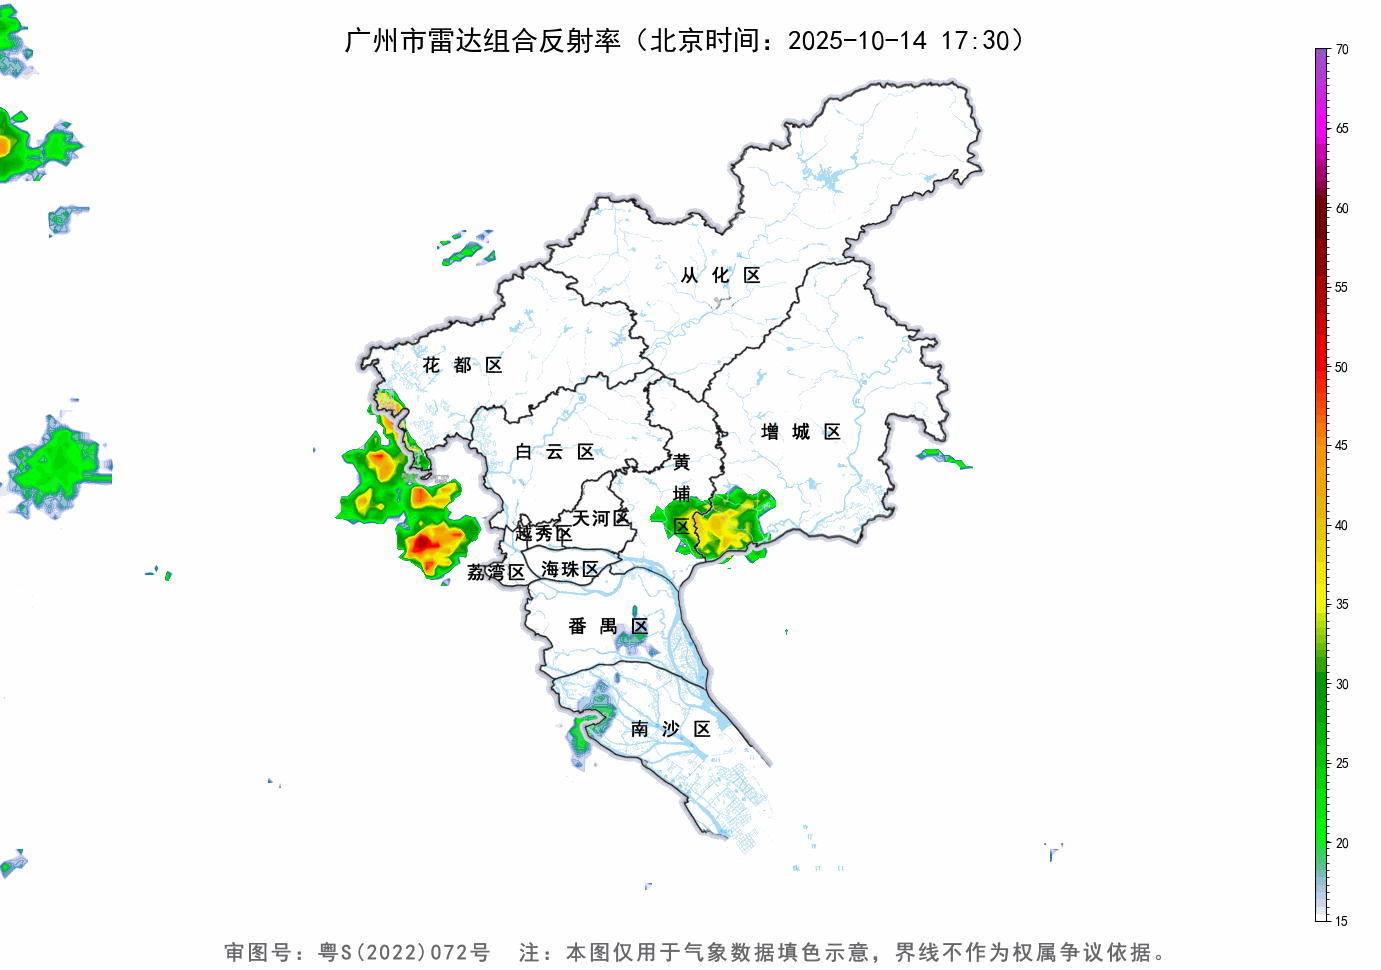 广州市雷达组合反射率（北京时间：2025-10-14 17:30）
70
65
60
55
50
45
40
35
30
25
20
15
从化区
花都区
增城区
白云区
黄埔区
天河区
越秀区
荔湾区
海珠区
番禺区
南沙区
审图号：粤S(2022)072号 注：本图仅用于气象数据填色示意，界线不作为权属争议依据。